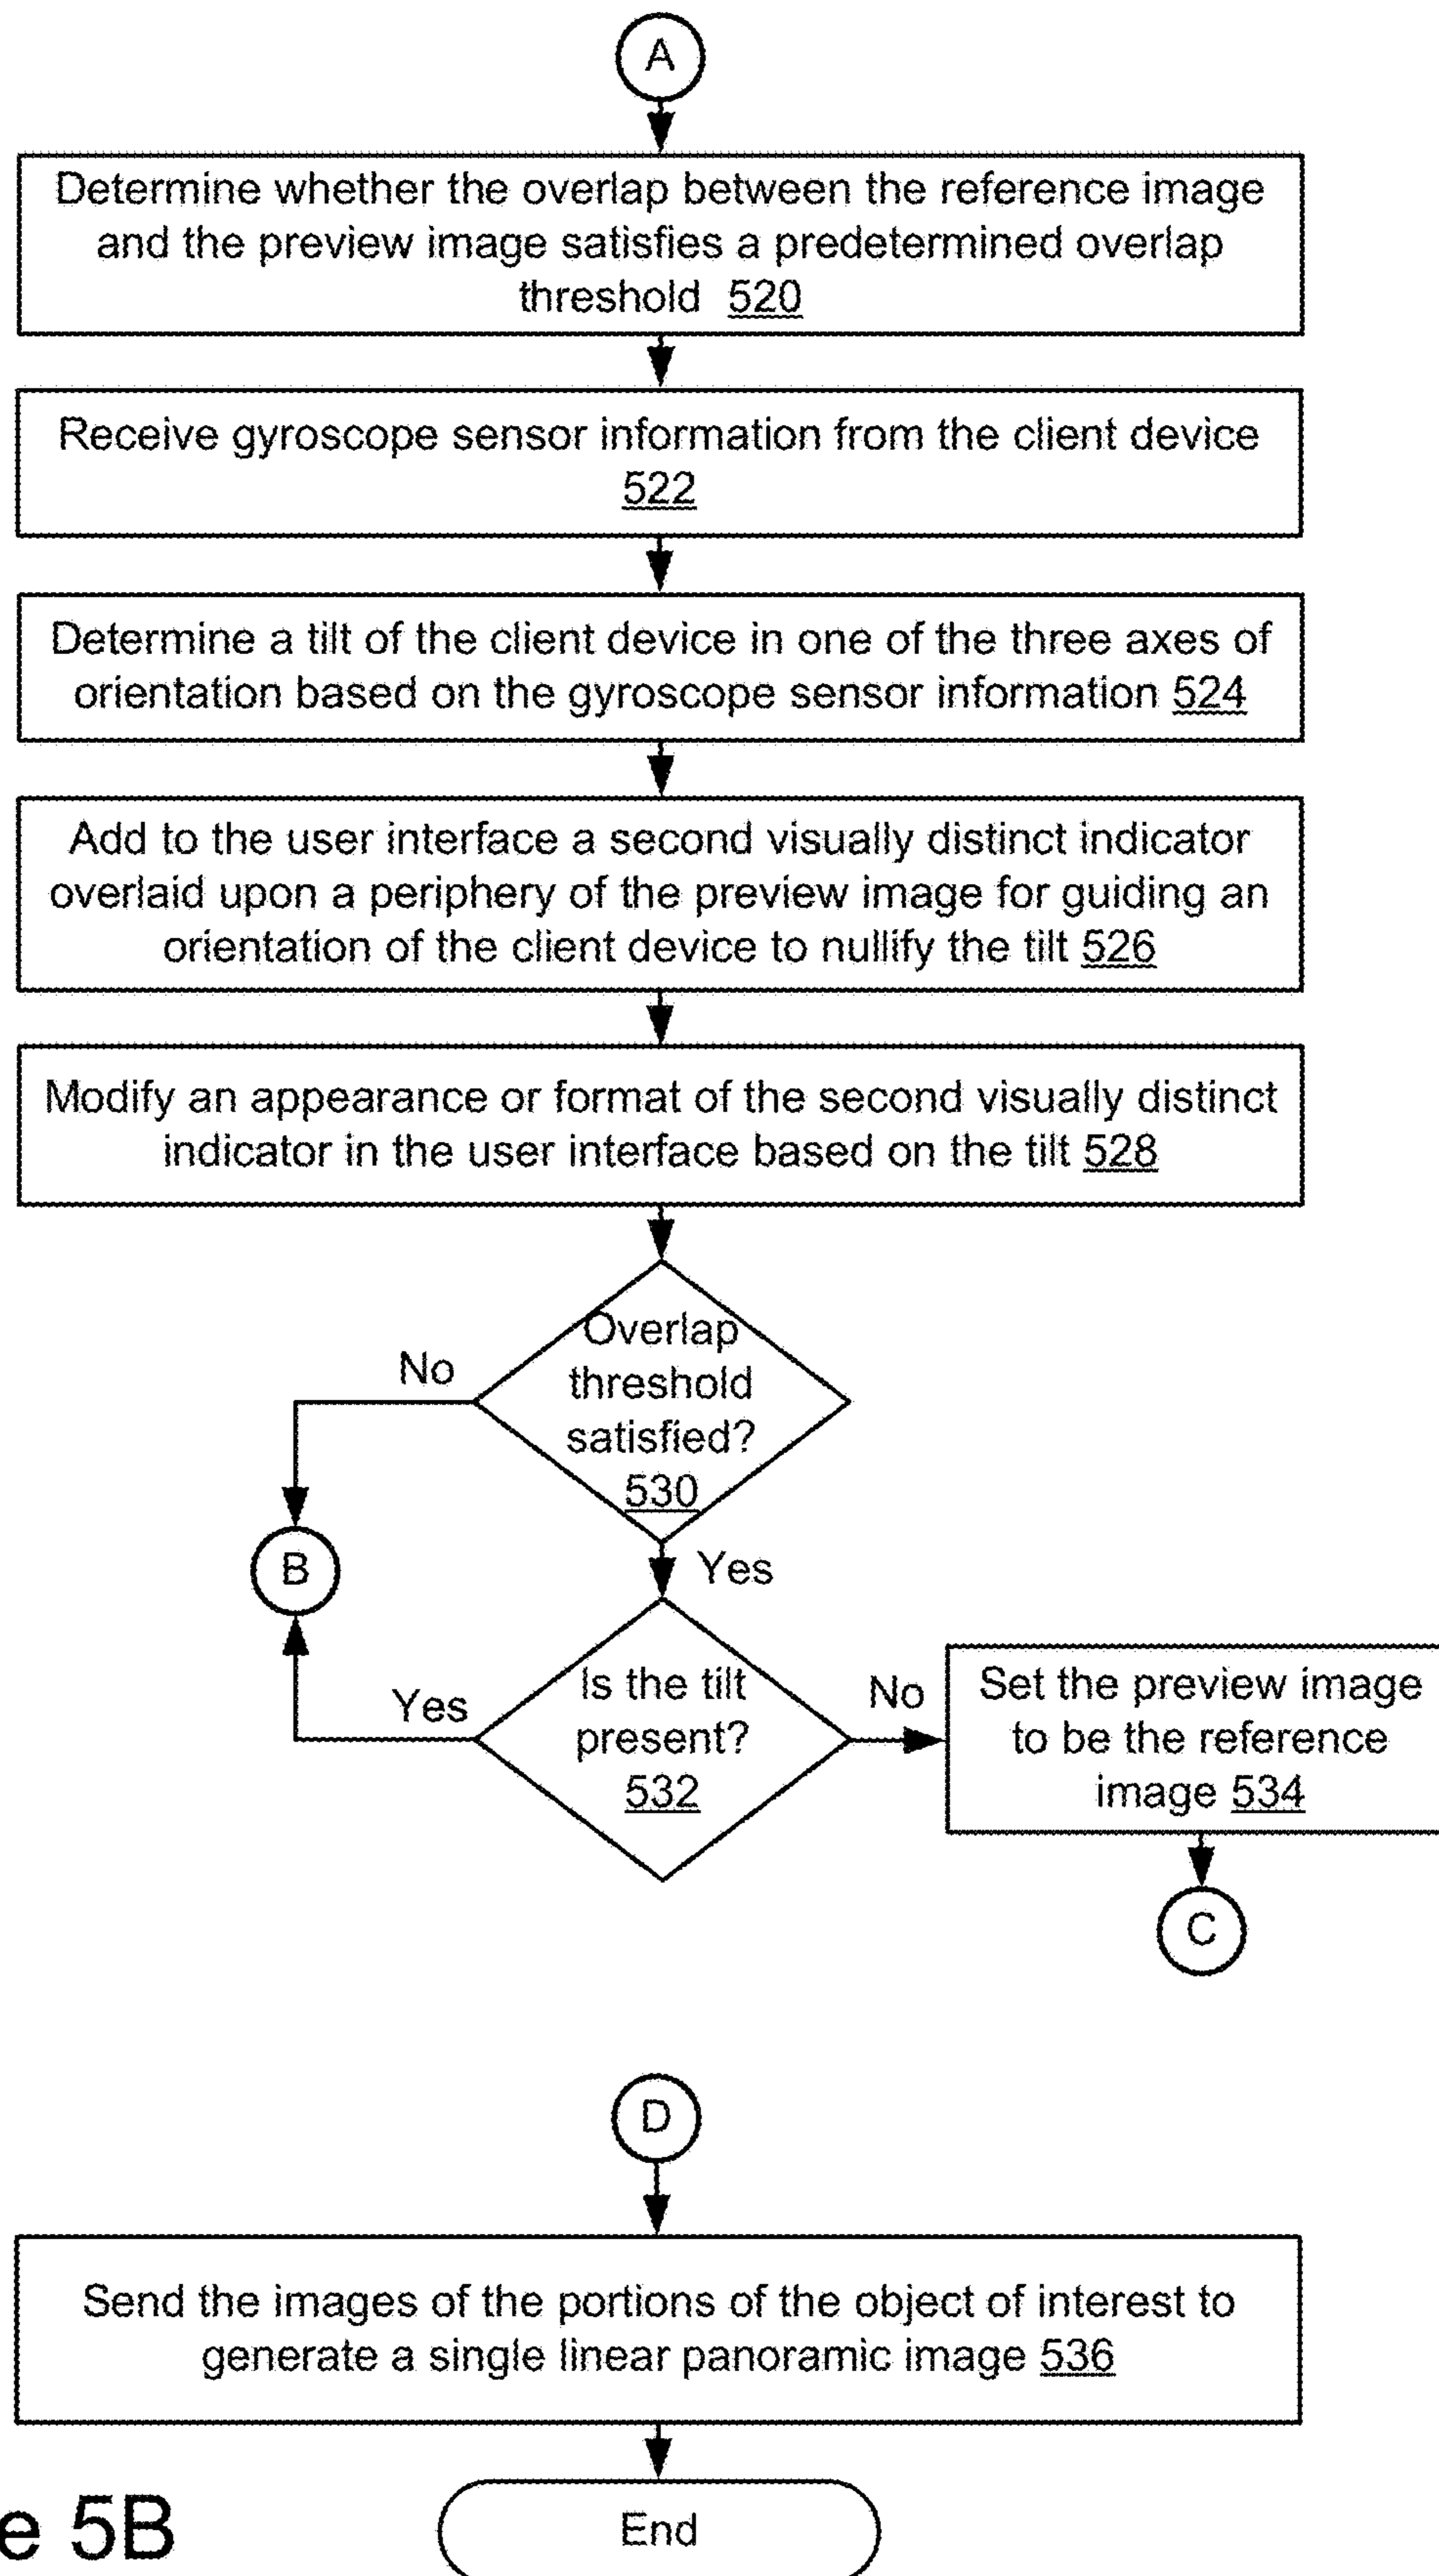 A
Determine whether the overlap between the reference image
and the preview image satisfies a predetermined overlap
threshold 520
Receive gyroscope sensor information from the client device
522
Determine a tilt of the client device in one of the three axes of
orientation based on the gyroscope sensor information 524
Add to the user interface a second visually distinct indicator
overlaid upon a periphery of the preview image for guiding an
orientation of the client device to nullify the tilt 526
Modify an appearance or format of the second visually distinct
indicator in the user interface based on the tilt 528
Overlap
threshold
satisfied?
530
No
B
Yes
Is the tilt
present?
532
Yes
No
Set the preview image
to be the reference
image 534
C
D
Send the images of the portions of the object of interest to
generate a single linear panoramic image 536
End
e 5B